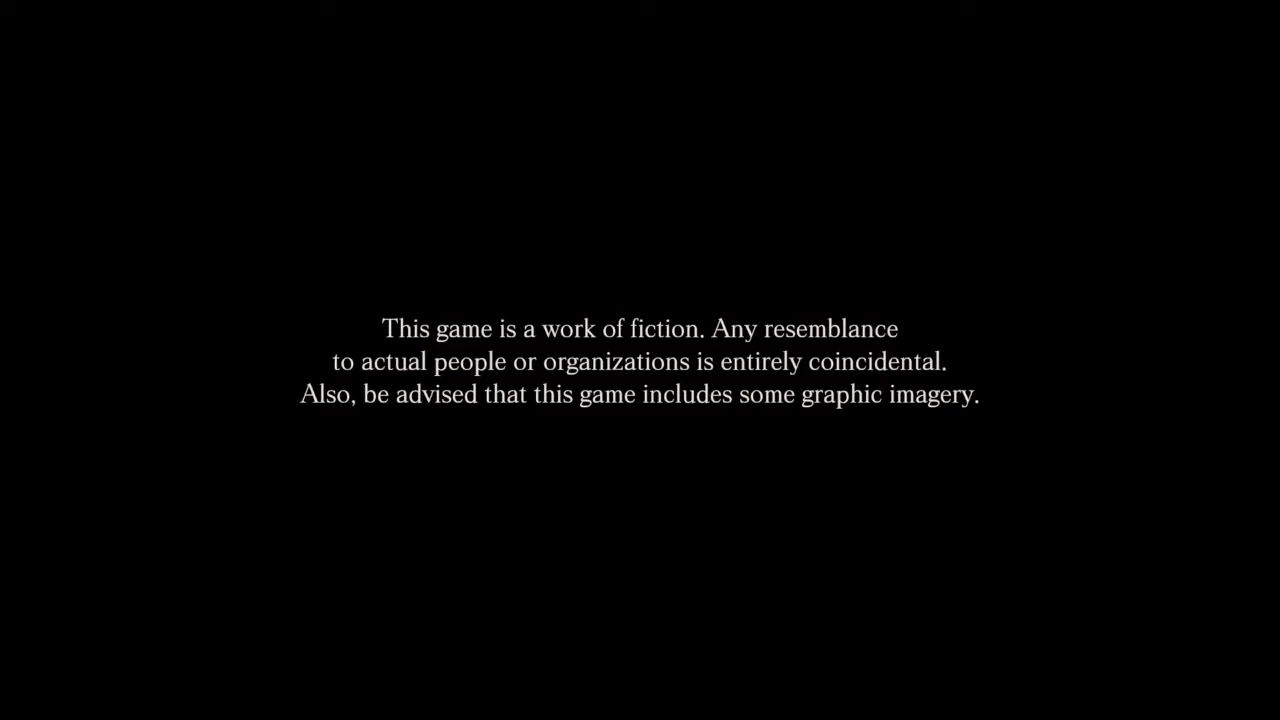 This game is a work of fiction. Any resemblance
to actual people or organizations is entirely coincidental.
Also, be advised that this game includes some graphic imagery.